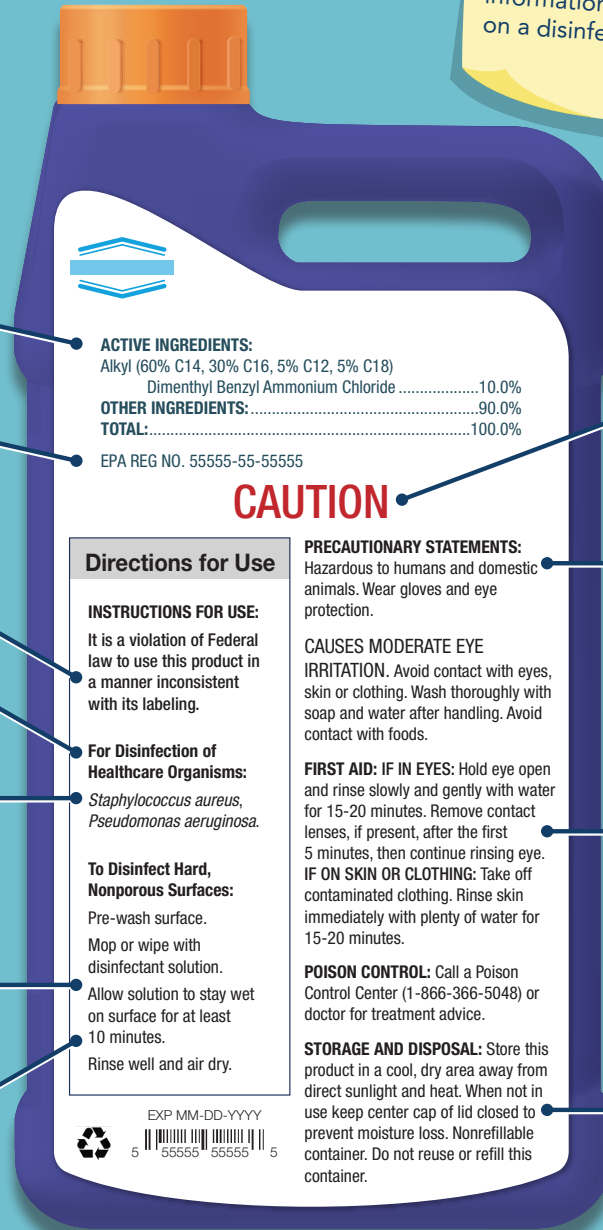 information
on a disinfe
ACTIVE INGREDIENTS:
Alkyl (60% C14, 30% C16, 5% C12, 5% C18)
Dimenthyl Benzyl Ammonium Chloride ...................10.0%
OTHER INGREDIENTS:......................................................90.0%
TOTAL:............................................................................100.0%
EPA REG NO. 55555-55-55555
CAUTION
Directions for Use
INSTRUCTIONS FOR USE:
It is a violation of Federal
law to use this product in
a manner inconsistent
with its labeling.
For Disinfection of
Healthcare Organisms:
Staphylococcus aureus,
Pseudomonas aeruginosa.
To Disinfect Hard,
Nonporous Surfaces:
Pre-wash surface.
Mop or wipe with
disinfectant solution.
Allow solution to stay wet
on surface for at least
10 minutes.
Rinse well and air dry.
EXP MM-DD-YYYY
5 55555 55555 5
PRECAUTIONARY STATEMENTS:
Hazardous to humans and domestic
animals. Wear gloves and eye
protection.
CAUSES MODERATE EYE
IRRITATION. Avoid contact with eyes,
skin or clothing. Wash thoroughly with
soap and water after handling. Avoid
contact with foods.
FIRST AID: IF IN EYES: Hold eye open
and rinse slowly and gently with water
for 15-20 minutes. Remove contact
lenses, if present, after the first
5 minutes, then continue rinsing eye.
IF ON SKIN OR CLOTHING: Take off
contaminated clothing. Rinse skin
immediately with plenty of water for
15-20 minutes.
POISON CONTROL: Call a Poison
Control Center (1-866-366-5048) or
doctor for treatment advice.
STORAGE AND DISPOSAL: Store this
product in a cool, dry area away from
direct sunlight and heat. When not in
use keep center cap of lid closed to
prevent moisture loss. Nonrefillable
container. Do not reuse or refill this
container.